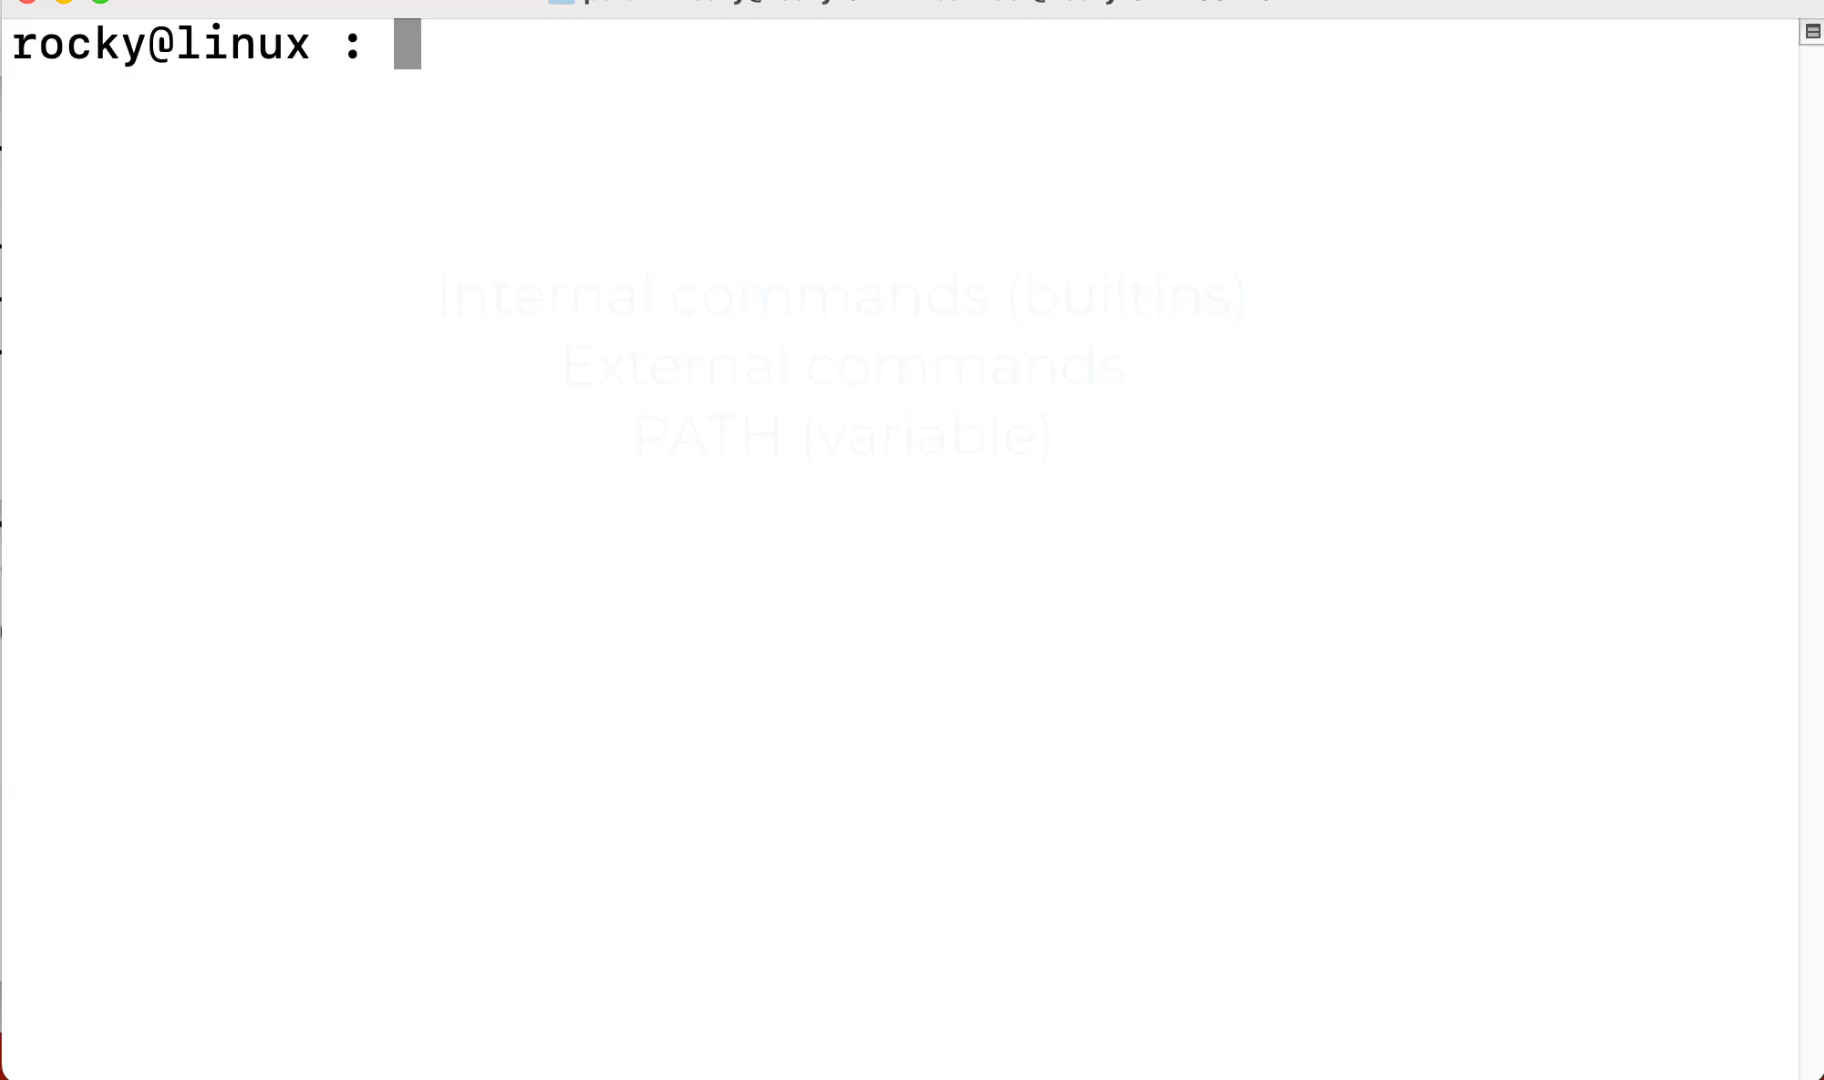 rocky@linux :
Internal commands (builtins)
External commands
PATH (variable)